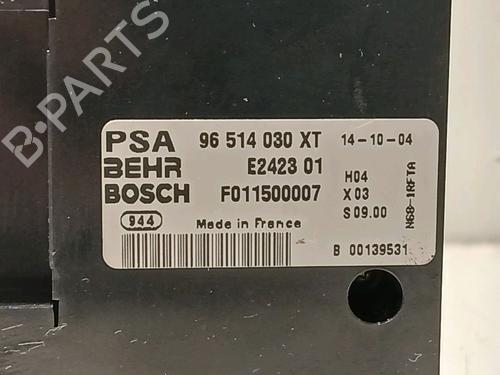 B-PARTS
PSA 96 514 030 XT 14-10-04
BEHR E2423 01 H04
BOSCH F011500007 X03
S 09.00
944 Made in France
B 00139531
N68-1RFTA